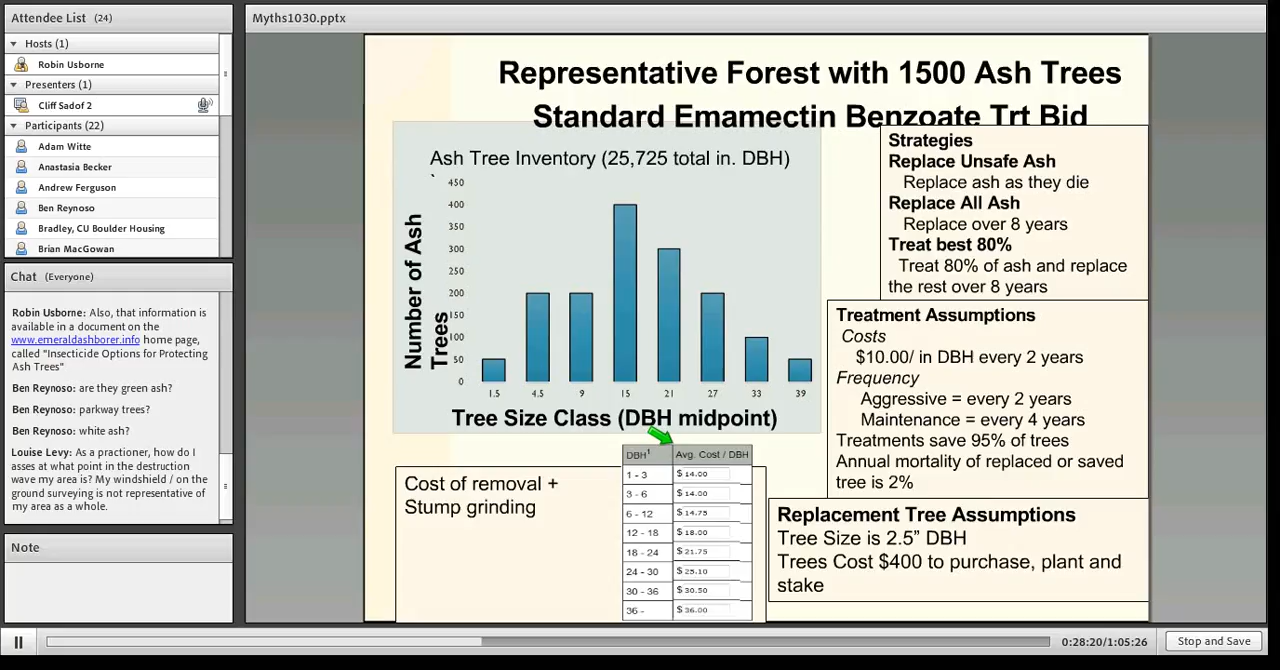 Attendee List (24)
Hosts (1)
Robin Usborne
Presenters (1)
Cliff Sadof 2
Participants (22)
Adam Witte
Anastasia Becker
Andrew Ferguson
Ben Reynoso
Bradley, CU Boulder Housing
Brian MacGowan
Chat (Everyone)
Robin Usborne: Also, that information is
available in a document on the
www.emeraldashborer.info home page,
called "Insecticide Options for Protecting
Ash Trees"
Ben Reynoso: are they green ash?
Ben Reynoso: parkway trees?
Ben Reynoso: white ash?
Louise Levy: As a practioner, how do I
asses at what point in the destruction
wave my area is? My windshield / on
the ground surveying is not representative of
my area as a whole.
Note
Myths1030.pptx
Representative Forest with 1500 Ash Trees
Standard Emamectin Benzoate Trt Bid
Ash Tree Inventory (25,725 total in. DBH)
Number of Ash
Trees
450
400
350
300
250
200
150
100
50
0
1.5 4.5 9 15 21 27 33 39
Tree Size Class (DBH midpoint)
Strategies
Replace Unsafe Ash
Replace ash as they die
Replace All Ash
Replace over 8 years
Treat best 80%
Treat 80% of ash and replace
the rest over 8 years
Treatment Assumptions
Costs
$10.00/ in DBH every 2 years
Frequency
Aggressive = every 2 years
Maintenance = every 4 years
Treatments save 95% of trees
Annual mortality of replaced or saved
tree is 2%
Cost of removal +
Stump grinding
DBH¹ Avg. Cost / DBH
1 - 3 $ 14.00
3 - 6 $ 14.00
6 - 12 $ 14.75
12 - 18 $ 18.00
18 - 24 $ 21.75
24 - 30 $ 25.10
30 - 36 $ 30.50
36 - $ 36.00
Replacement Tree Assumptions
Tree Size is 2.5” DBH
Trees Cost $400 to purchase, plant and
stake
0:28:20/1:05:26
Stop and Save